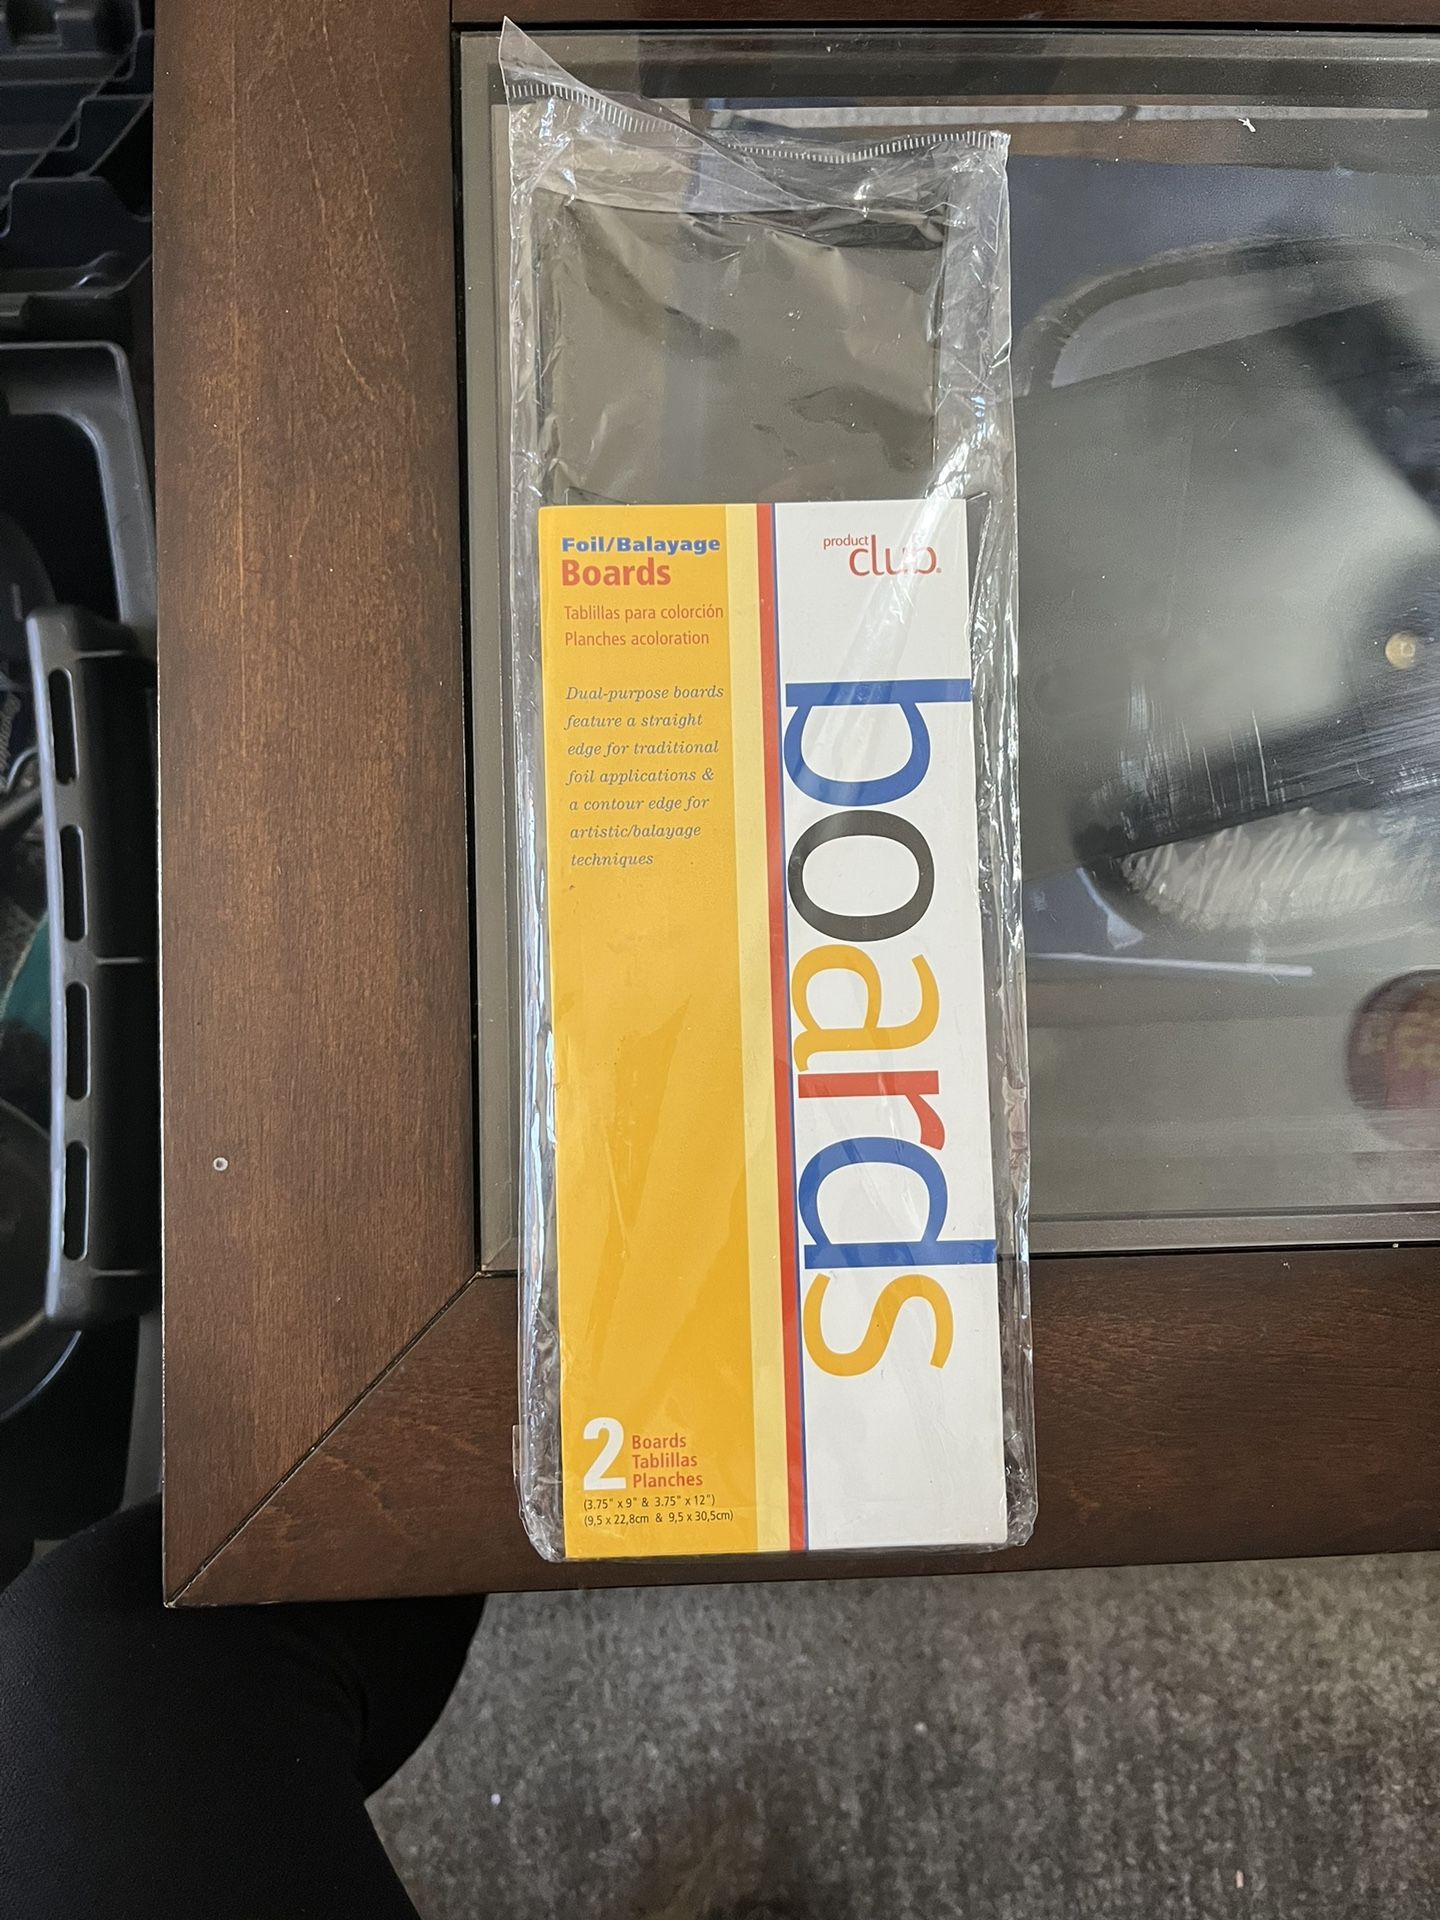 Foil/Balayage
Boards
Tablillas para colorción
Planches acoloration
Dual-purpose boards
feature a straight
edge for traditional
foil applications &
a contour edge for
artistic/balayage
techniques
product
club®
boards
2 Boards
Tablillas
Planches
(3.75" x 9" & 3.75" x 12")
(9,5 x 22,8cm & 9,5 x 30,5cm)